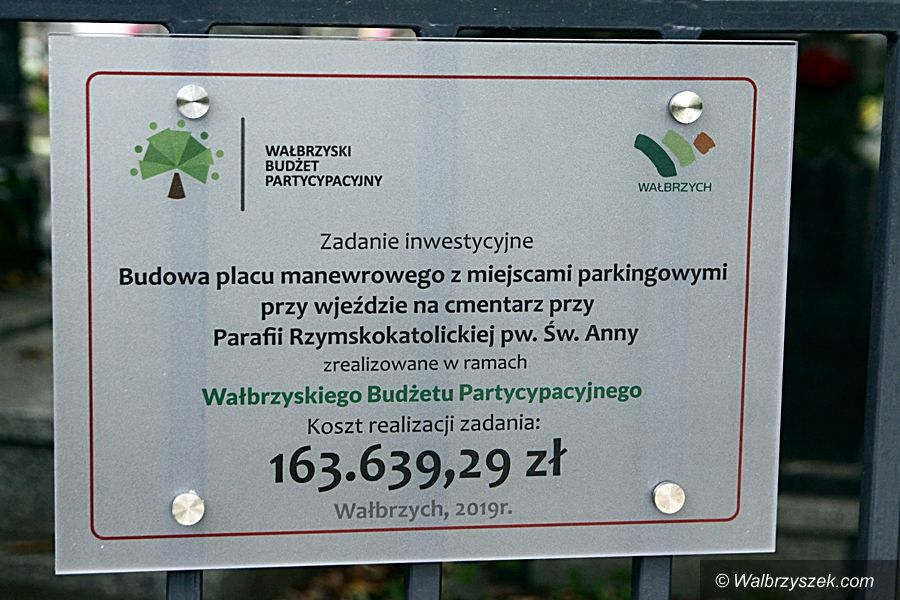 WAŁBRZYSKI
BUDŻET
PARTYCYPACYJNY
WAŁBRZYCH
Zadanie inwestycyjne
Budowa placu manewrowego z miejscami parkingowymi
przy wjeździe na cmentarz przy
Parafii Rzymskokatolickiej pw. Św. Anny
zrealizowane w ramach
Wałbrzyskiego Budżetu Partycypacyjnego
Koszt realizacji zadania:
163.639,29 zł
Wałbrzych, 2019r.
© Walbrzyszek.com